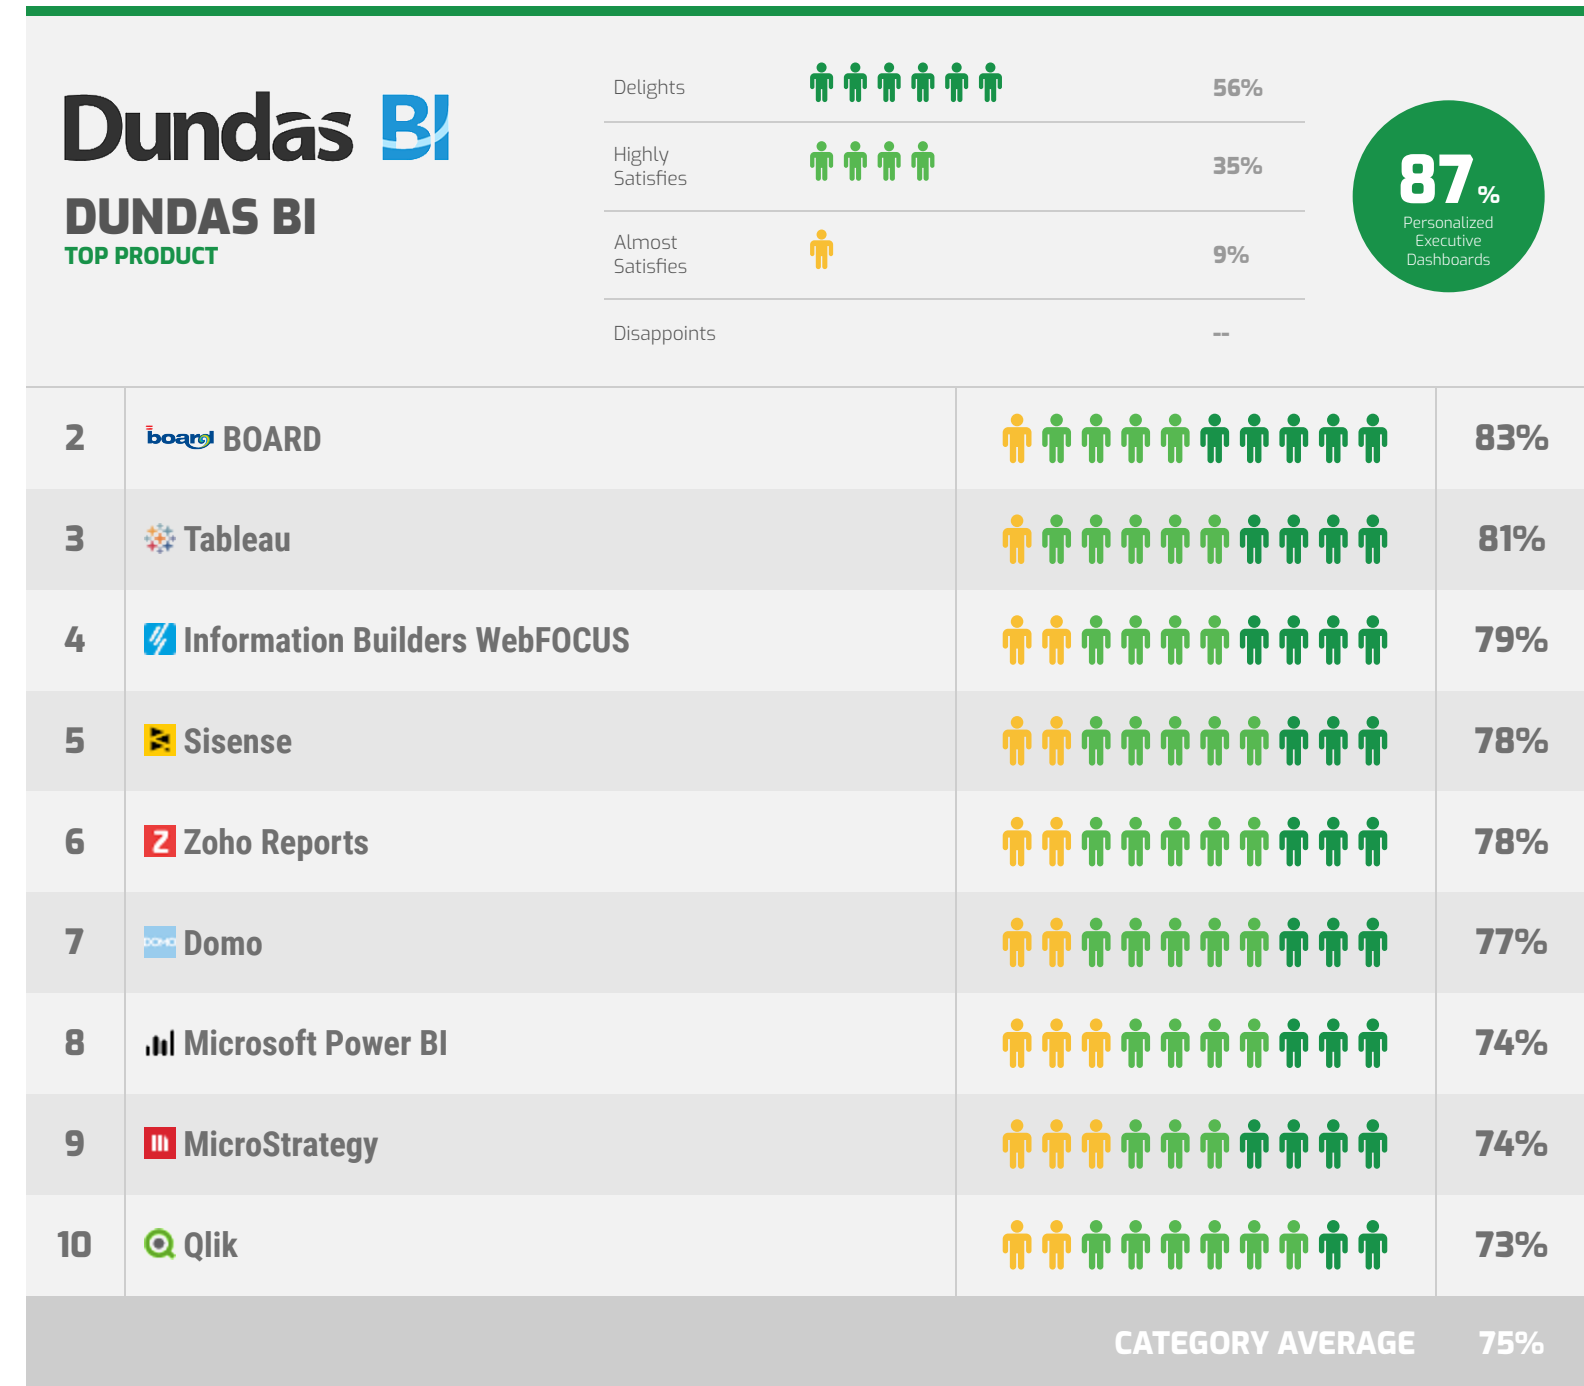 Dundas BI
DUNDAS BI
TOP PRODUCT
Delights 56%
Highly
Satisfies 35%
Almost
Satisfies 9%
Disappoints --
87%
Personalized
Executive
Dashboards
2 board BOARD 83%
3 Tableau 81%
4 Information Builders WebFOCUS 79%
5 Sisense 78%
6 Z Zoho Reports 78%
7 DOMO Domo 77%
8 Microsoft Power BI 74%
9 MicroStrategy 74%
10 Qlik 73%
CATEGORY AVERAGE 75%